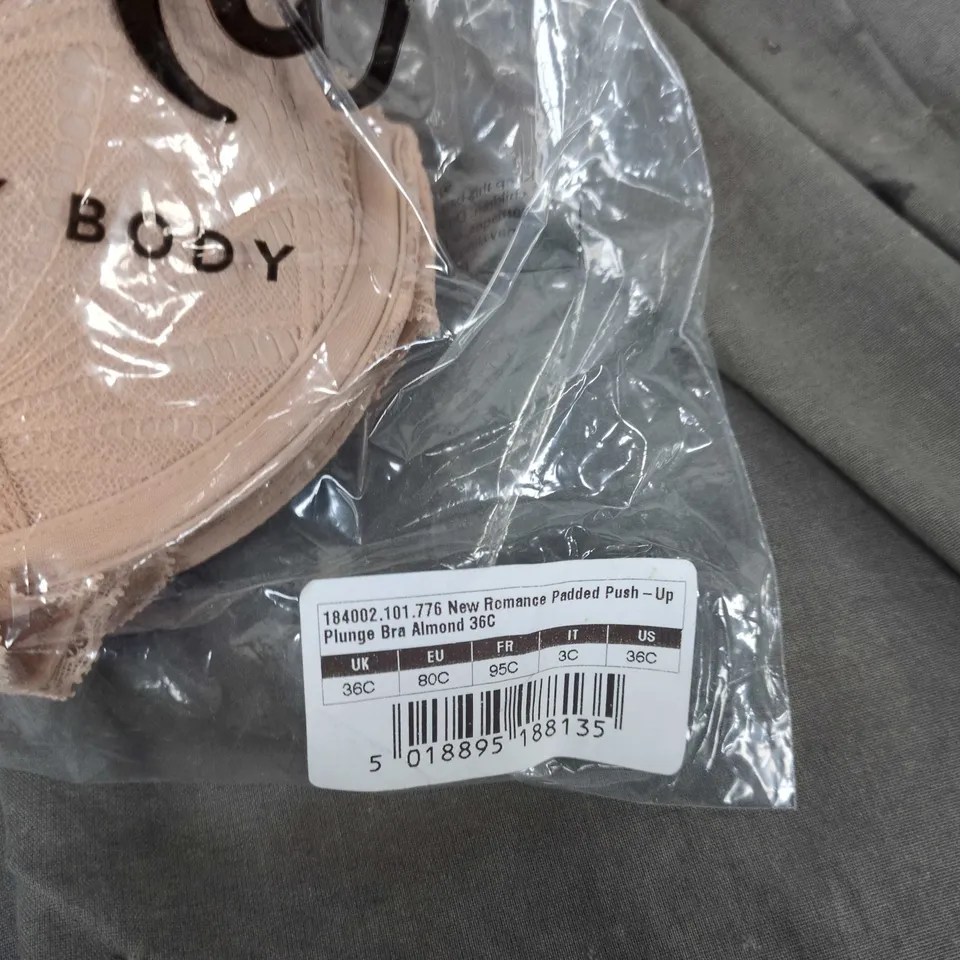 BODY
184002.101.776 New Romance Padded Push-Up
Plunge Bra Almond 36C
UK EU FR IT US
36C 80C 95C 3C 36C
5 018895 188135